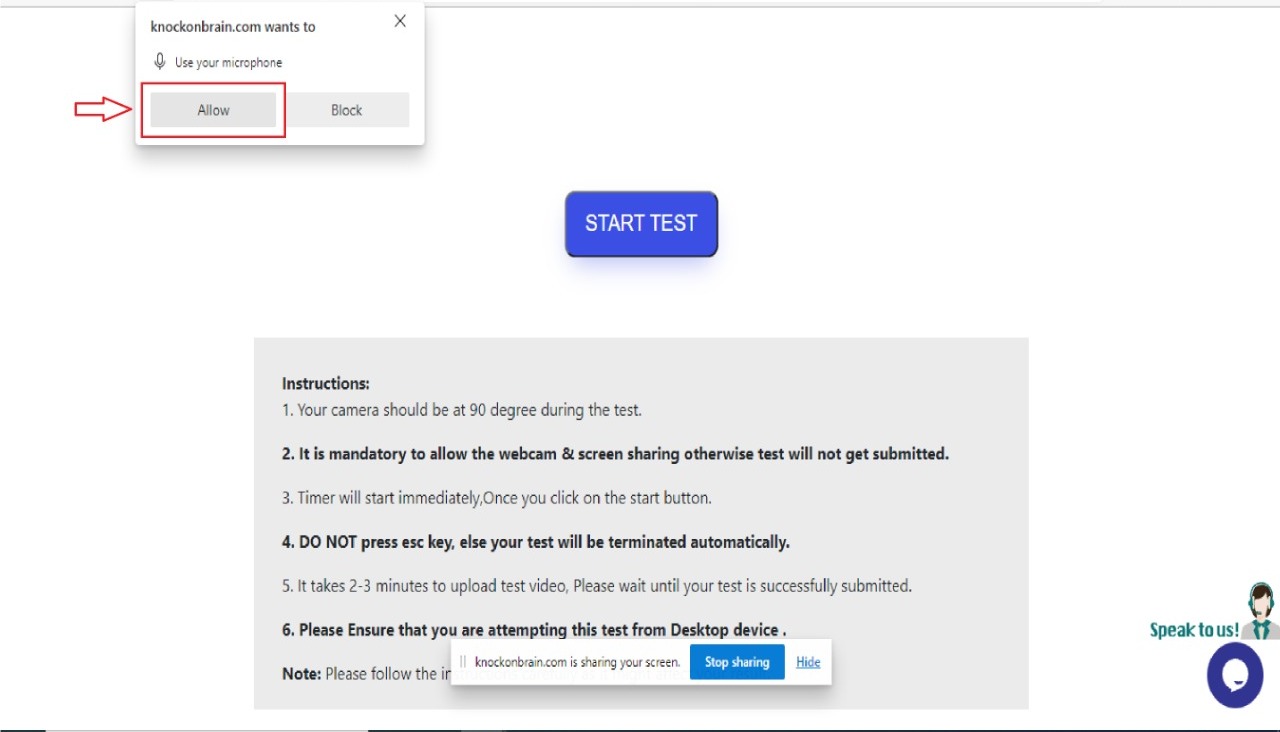 knockonbrain.com wants to
Use your microphone
Allow
Block
START TEST
Instructions:
1. Your camera should be at 90 degree during the test.
2. It is mandatory to allow the webcam & screen sharing otherwise test will not get submitted.
3. Timer will start immediately,Once you click on the start button.
4. DO NOT press esc key, else your test will be terminated automatically.
5. It takes 2-3 minutes to upload test video, Please wait until your test is successfully submitted.
6. Please Ensure that you are attempting this test from Desktop device .
Note: Please follow the
knockonbrain.com is sharing your screen.
Stop sharing
Hide
Speak to us!